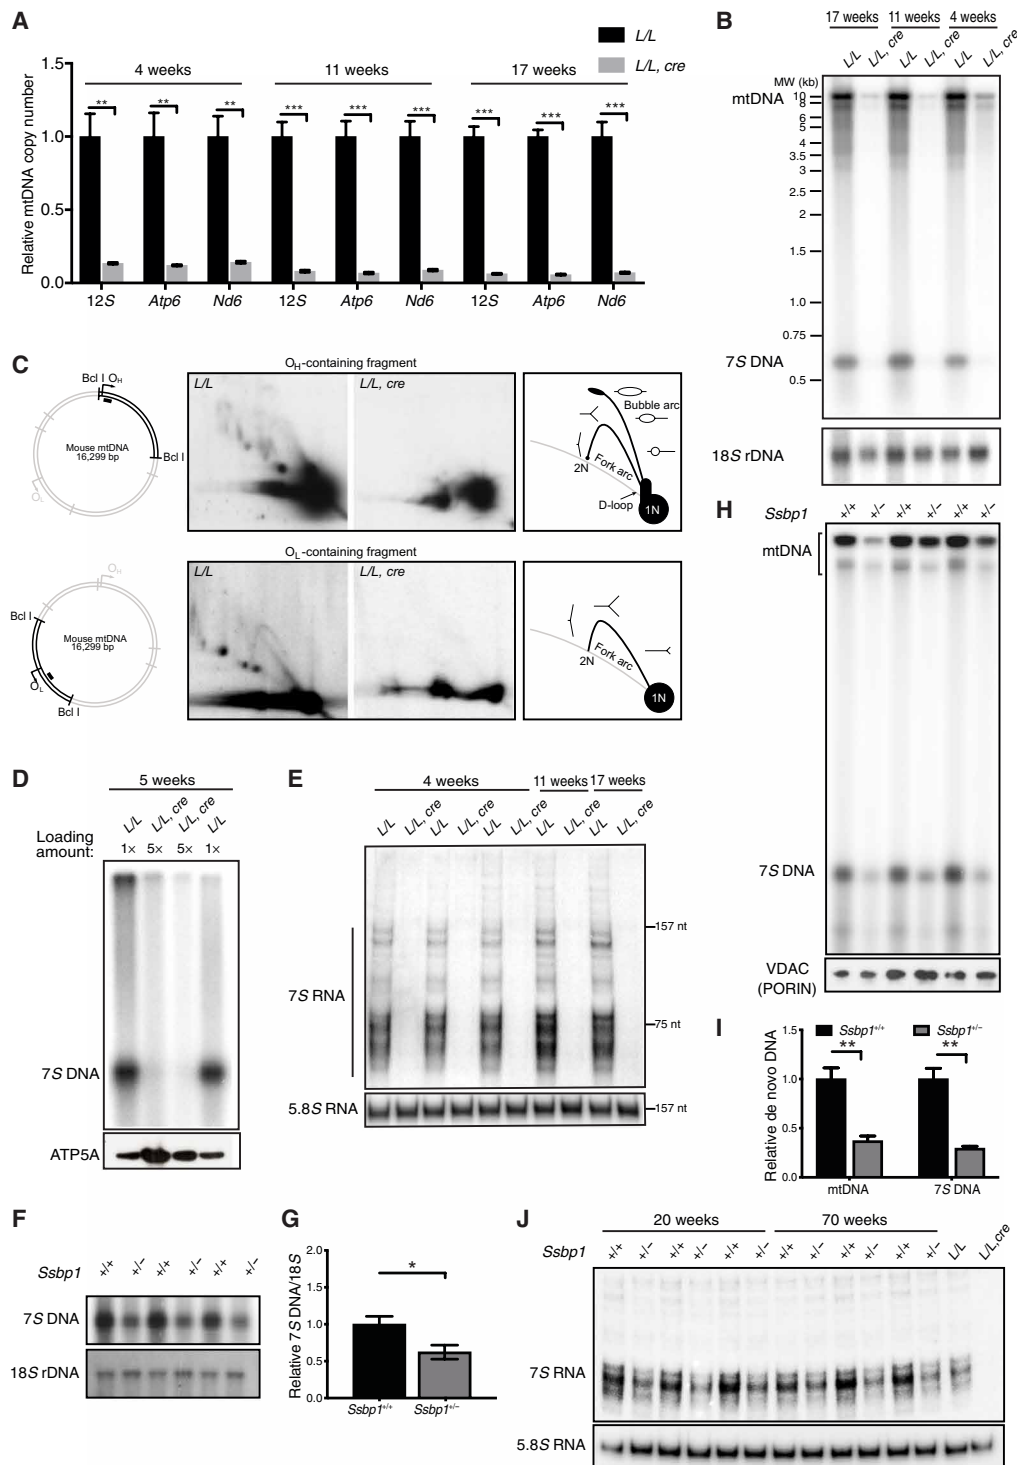 A
L/L
L/L, cre
Relative mtDNA copy number
1.5
1.0
0.5
0.0
4 weeks
11 weeks
17 weeks
** ** ** *** *** *** *** *** ***
12S Atp6 Nd6 12S Atp6 Nd6 12S Atp6 Nd6
B
17 weeks 11 weeks 4 weeks
L/L L/L, cre L/L L/L, cre L/L L/L, cre
MW (kb)
mtDNA
10
8
6
5
4
3.5
3
2.5
2
1.5
1.0
0.75
7S DNA
0.5
18S rDNA
C
OH-containing fragment
Bcl I OH
Mouse mtDNA
16,299 bp
Bcl I
OL
L/L
L/L, cre
Bubble arc
2N
Fork arc
D-loop
1N
OL-containing fragment
OH
Bcl I
Mouse mtDNA
16,299 bp
OL
Bcl I
L/L
L/L, cre
2N
Fork arc
1N
D
5 weeks
L/L L/L, cre L/L, cre L/L
Loading
amount:
1× 5× 5× 1×
7S DNA
ATP5A
E
4 weeks 11 weeks 17 weeks
L/L L/L, cre L/L L/L, cre L/L L/L, cre L/L L/L, cre L/L L/L, cre
157 nt
7S RNA
75 nt
5.8S RNA
157 nt
F
Ssbp1
+/+ +/− +/+ +/− +/+ +/−
7S DNA
18S rDNA
G
Relative 7S DNA/18S
2.0
1.5
1.0
0.5
0.0
*
Ssbp1+/+ Ssbp1+/−
H
Ssbp1
+/+ +/− +/+ +/− +/+ +/−
mtDNA
7S DNA
VDAC
(PORIN)
I
Relative de novo DNA
1.5
1.0
0.5
0.0
Ssbp1+/+ Ssbp1+/−
** **
mtDNA 7S DNA
J
20 weeks 70 weeks
Ssbp1
+/+ +/− +/+ +/− +/+ +/− +/+ +/− +/+ +/− +/+ +/− L/L L/L, cre
7S RNA
5.8S RNA